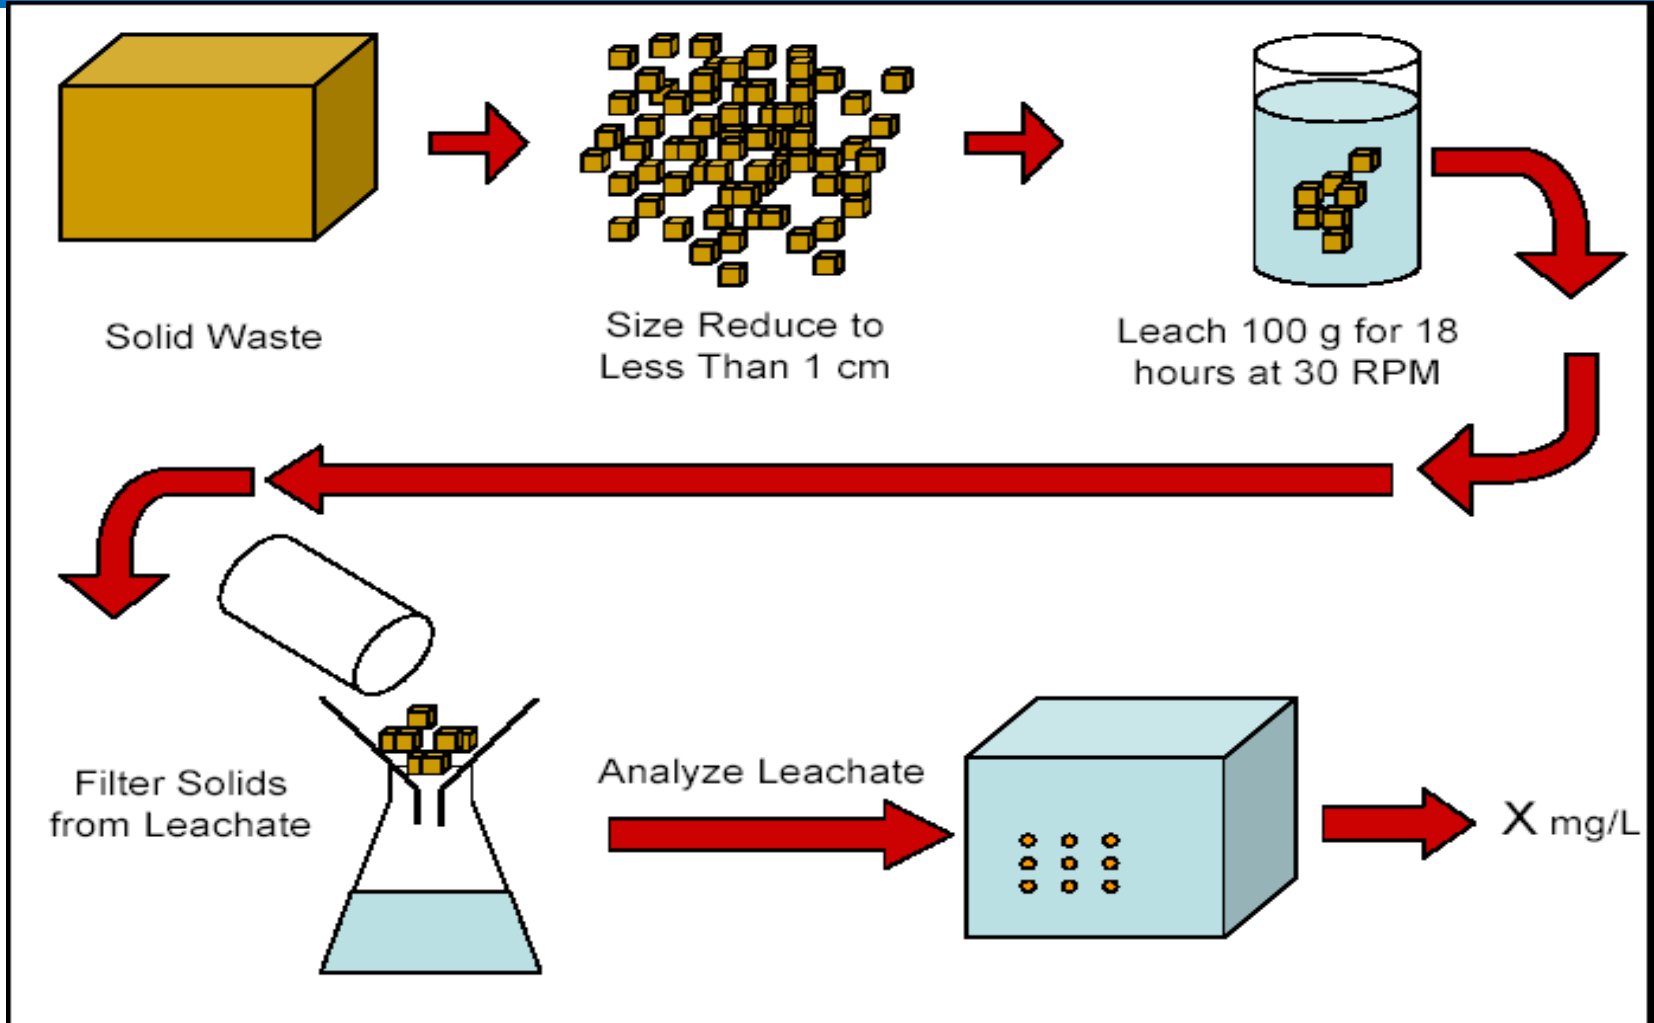 Solid Waste
Size Reduce to
Less Than 1 cm
Leach 100 g for 18
hours at 30 RPM
Filter Solids
from Leachate
Analyze Leachate
X mg/L